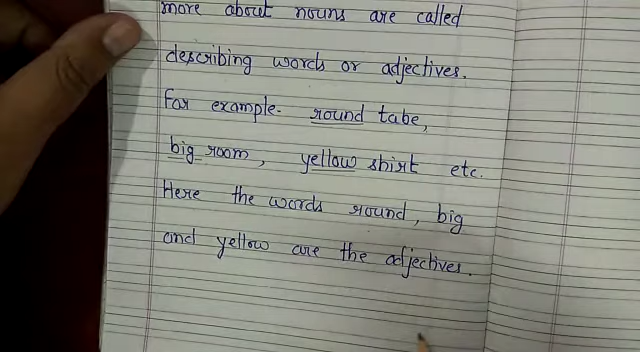 more about nouns are called
describing words or adjectives.
For example- round tabe,
big room, yellow shirt etc.
Here the words round, big
and yellow are the adjectives.